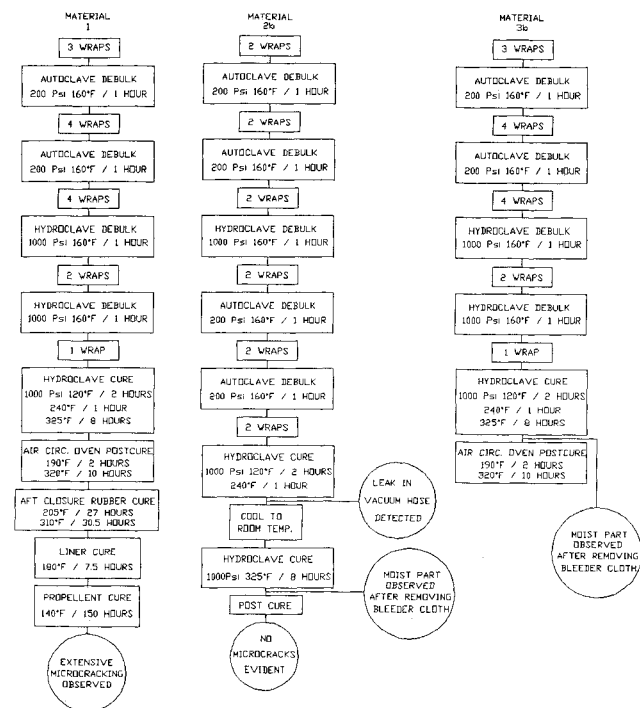 MATERIAL
1
3 WRAPS
AUTOCLAVE DEBULK
200 Psi 160°F / 1 HOUR
4 WRAPS
AUTOCLAVE DEBULK
200 Psi 160°F / 1 HOUR
4 WRAPS
HYDROCLAVE DEBULK
1000 Psi 160°F / 1 HOUR
2 WRAPS
HYDROCLAVE DEBULK
1000 Psi 160°F / 1 HOUR
1 WRAP
HYDROCLAVE CURE
1000 Psi 120°F / 2 HOURS
240°F / 1 HOUR
325°F / 8 HOURS
AIR CIRC. OVEN POSTCURE
190°F / 2 HOURS
320°F / 10 HOURS
AFT CLOSURE RUBBER CURE
205°F / 27 HOURS
310°F / 30.5 HOURS
LINER CURE
180°F / 7.5 HOURS
PROPELLENT CURE
140°F / 150 HOURS
EXTENSIVE
MICROCRACKING
OBSERVED
MATERIAL
2b
2 WRAPS
AUTOCLAVE DEBULK
200 Psi 160°F / 1 HOUR
2 WRAPS
AUTOCLAVE DEBULK
200 Psi 160°F / 1 HOUR
2 WRAPS
HYDROCLAVE DEBULK
1000 Psi 160°F / 1 HOUR
2 WRAPS
AUTOCLAVE DEBULK
200 Psi 160°F / 1 HOUR
2 WRAPS
AUTOCLAVE DEBULK
200 Psi 160°F / 1 HOUR
2 WRAPS
HYDROCLAVE CURE
1000 Psi 120°F / 2 HOURS
240°F / 1 HOUR
LEAK IN
VACUUM HOSE
DETECTED
COOL TO
ROOM TEMP.
HYDROCLAVE CURE
1000Psi 325°F / 8 HOURS
MOIST PART
OBSERVED
AFTER REMOVING
BLEEDER CLOTH
POST CURE
NO
MICROCRACKS
EVIDENT
MATERIAL
3b
3 WRAPS
AUTOCLAVE DEBULK
200 Psi 160°F / 1 HOUR
4 WRAPS
AUTOCLAVE DEBULK
200 Psi 160°F / 1 HOUR
4 WRAPS
HYDROCLAVE DEBULK
1000 Psi 160°F / 1 HOUR
2 WRAPS
HYDROCLAVE DEBULK
1000 Psi 160°F / 1 HOUR
1 WRAP
HYDROCLAVE CURE
1000 Psi 120°F / 2 HOURS
240°F / 1 HOUR
325°F / 8 HOURS
AIR CIRC. OVEN POSTCURE
190°F / 2 HOURS
320°F / 10 HOURS
MOIST PART
OBSERVED
AFTER REMOVING
BLEEDER CLOTH